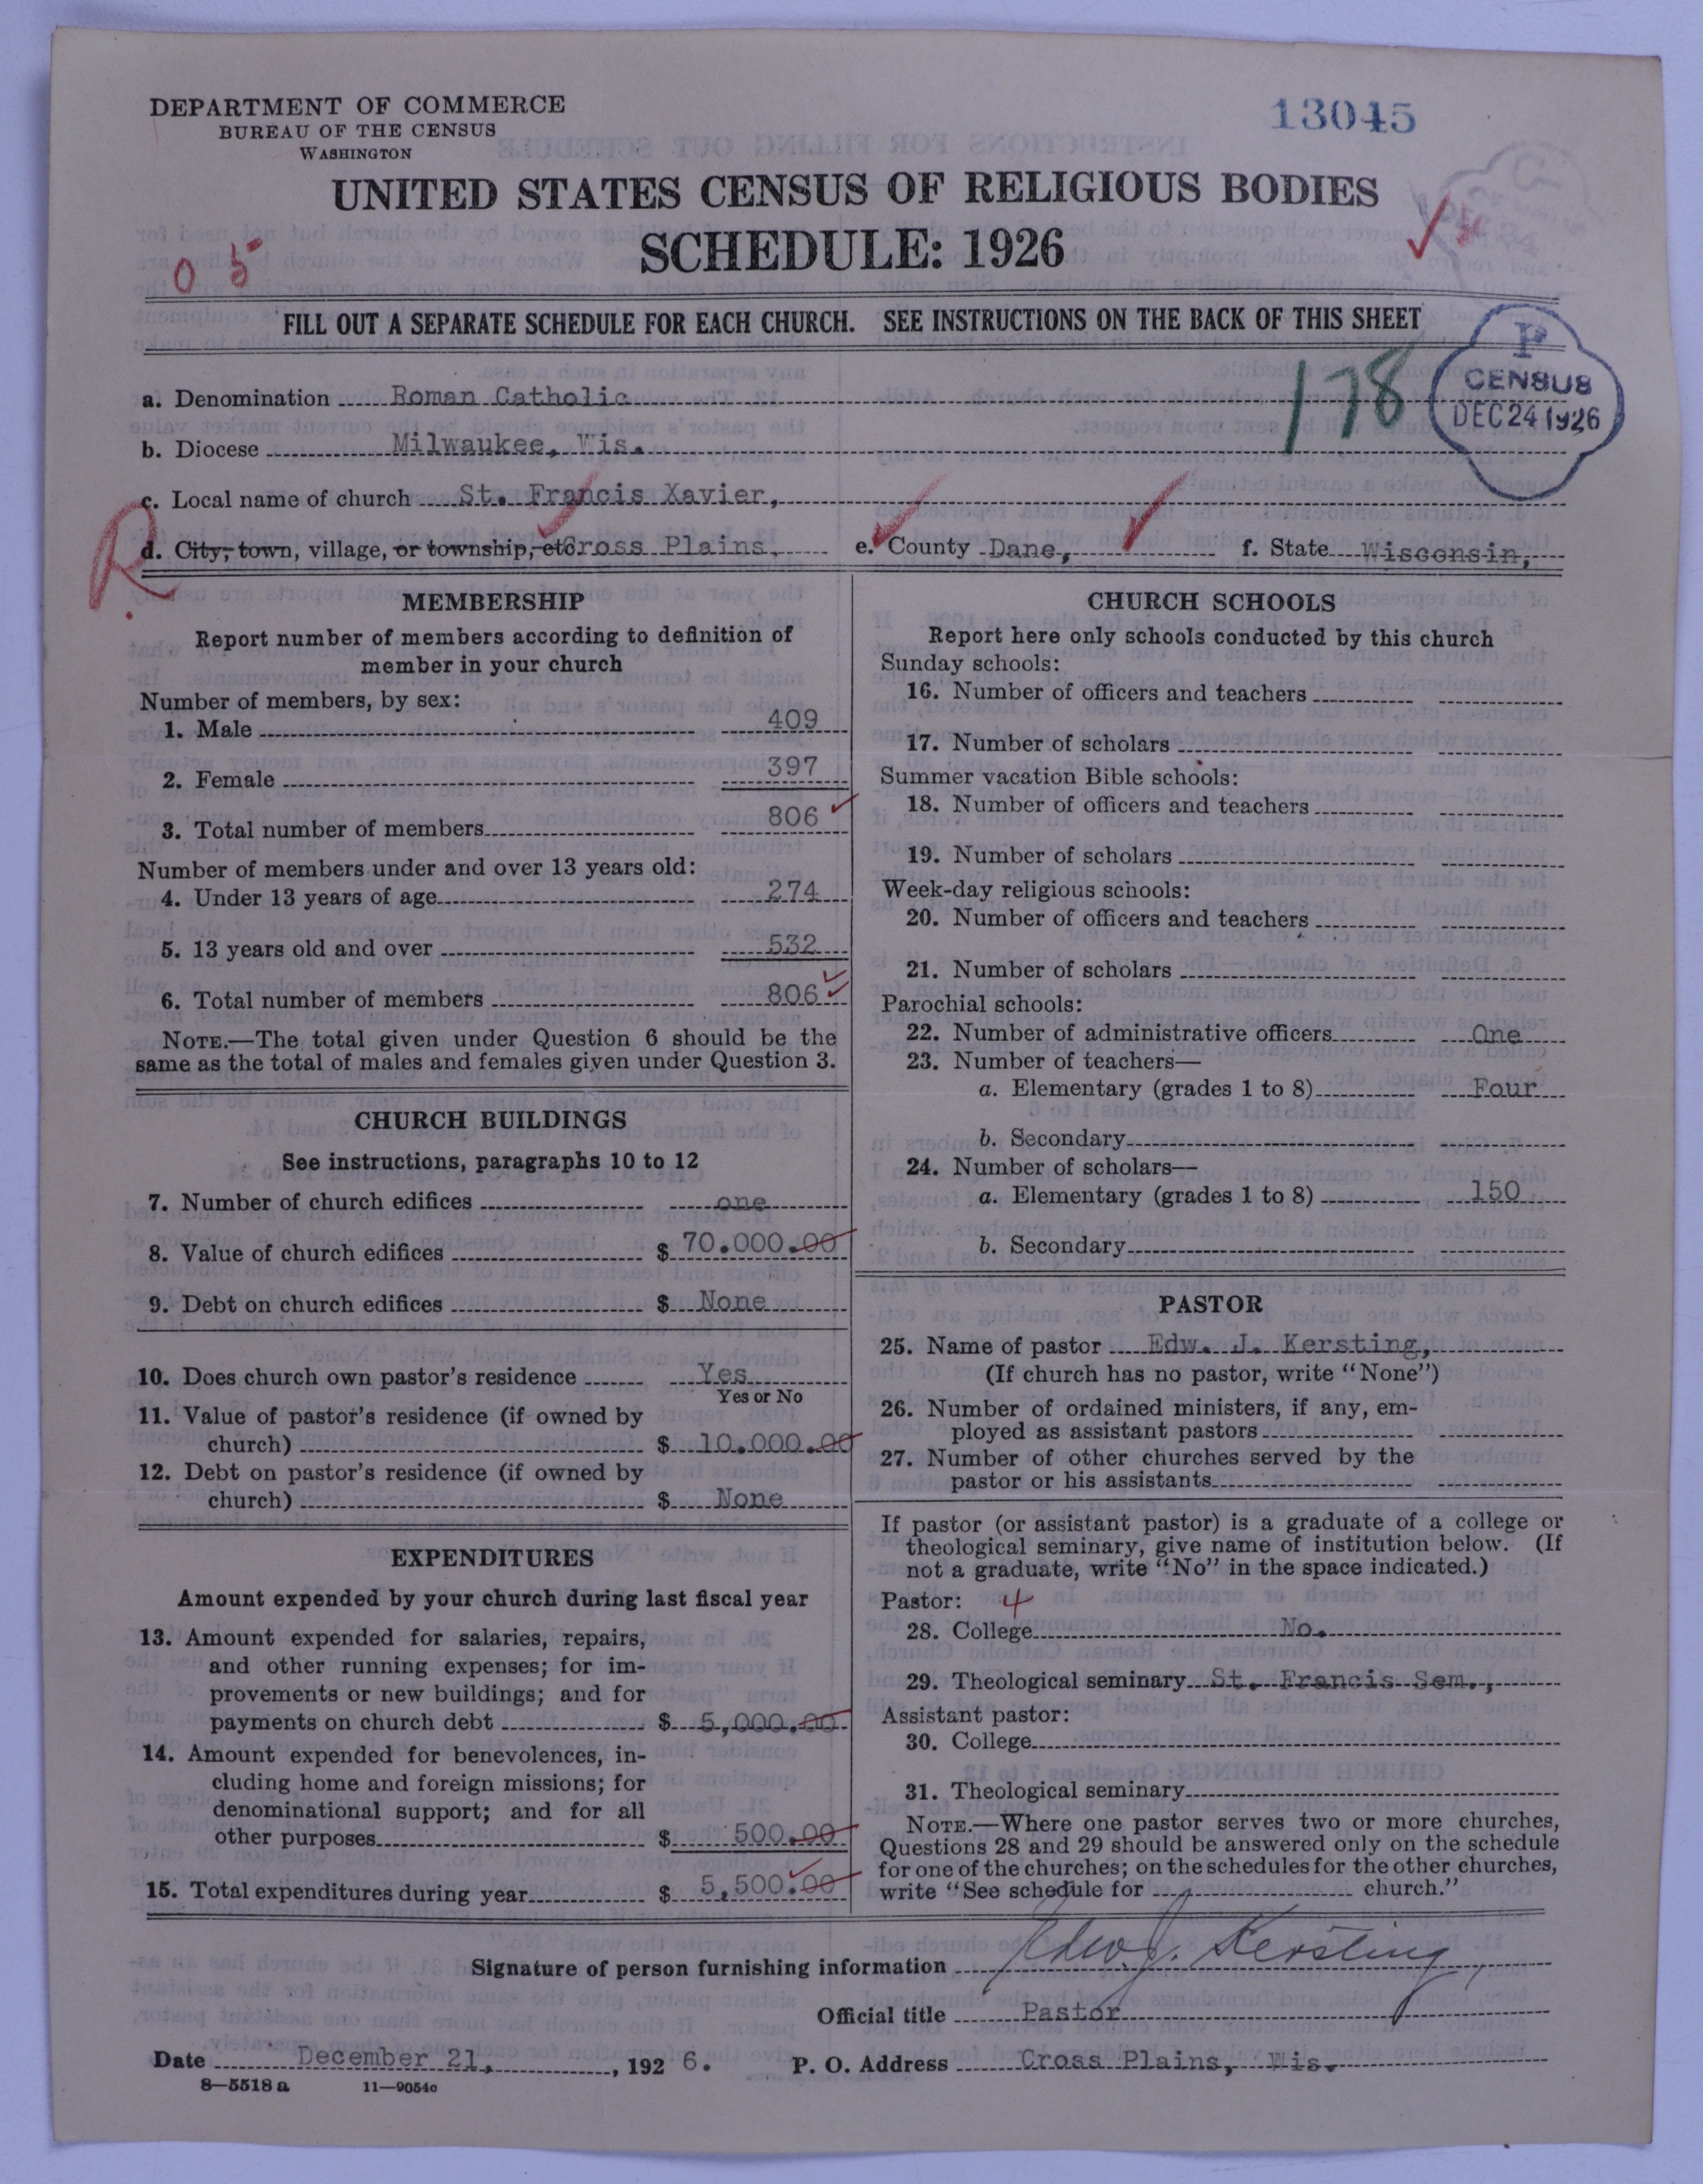 DEPARTMENT OF COMMERCE
BUREAU OF THE CENSUS
WASHINGTON
13045
UNITED STATES CENSUS OF RELIGIOUS BODIES
SCHEDULE: 1926
0 5
FILL OUT A SEPARATE SCHEDULE FOR EACH CHURCH. SEE INSTRUCTIONS ON THE BACK OF THIS SHEET
178
P
CENSUS
DEC 24 1926
a. Denomination Roman Catholic
b. Diocese Milwaukee, Wis.
c. Local name of church St. Francis Xavier,
R
d. City, town, village, or township, etc. Cross Plains, e. County Dane, f. State Wisconsin,
MEMBERSHIP
Report number of members according to definition of
member in your church
Number of members, by sex:
1. Male 409
2. Female 397
3. Total number of members 806
Number of members under and over 13 years old:
4. Under 13 years of age 274
5. 13 years old and over 532
6. Total number of members 806
NOTE.—The total given under Question 6 should be the
same as the total of males and females given under Question 3.
CHURCH BUILDINGS
See instructions, paragraphs 10 to 12
7. Number of church edifices one
8. Value of church edifices $ 70.000.00
9. Debt on church edifices $ None
10. Does church own pastor's residence Yes
Yes or No
11. Value of pastor's residence (if owned by
church) $ 10.000.00
12. Debt on pastor's residence (if owned by
church) $ None
EXPENDITURES
Amount expended by your church during last fiscal year
13. Amount expended for salaries, repairs,
and other running expenses; for im-
provements or new buildings; and for
payments on church debt $ 5,000.00
14. Amount expended for benevolences, in-
cluding home and foreign missions; for
denominational support; and for all
other purposes $ 500.00
15. Total expenditures during year $ 5,500.00
CHURCH SCHOOLS
Report here only schools conducted by this church
Sunday schools:
16. Number of officers and teachers
17. Number of scholars
Summer vacation Bible schools:
18. Number of officers and teachers
19. Number of scholars
Week-day religious schools:
20. Number of officers and teachers
21. Number of scholars
Parochial schools:
22. Number of administrative officers One
23. Number of teachers—
a. Elementary (grades 1 to 8) Four
b. Secondary
24. Number of scholars—
a. Elementary (grades 1 to 8) 150
b. Secondary
PASTOR
25. Name of pastor Edw. J. Kersting,
(If church has no pastor, write "None")
26. Number of ordained ministers, if any, em-
ployed as assistant pastors
27. Number of other churches served by the
pastor or his assistants
If pastor (or assistant pastor) is a graduate of a college or
theological seminary, give name of institution below. (If
not a graduate, write "No" in the space indicated.)
Pastor: 4
28. College No.
29. Theological seminary St. Francis Sem.,
Assistant pastor:
30. College
31. Theological seminary
NOTE.—Where one pastor serves two or more churches,
Questions 28 and 29 should be answered only on the schedule
for one of the churches; on the schedules for the other churches,
write "See schedule for church."
Signature of person furnishing information Edw. J. Kersting,
Official title Pastor
Date December 21, , 192 6. P. O. Address Cross Plains, Wis.
8—5518 a 11—9054c